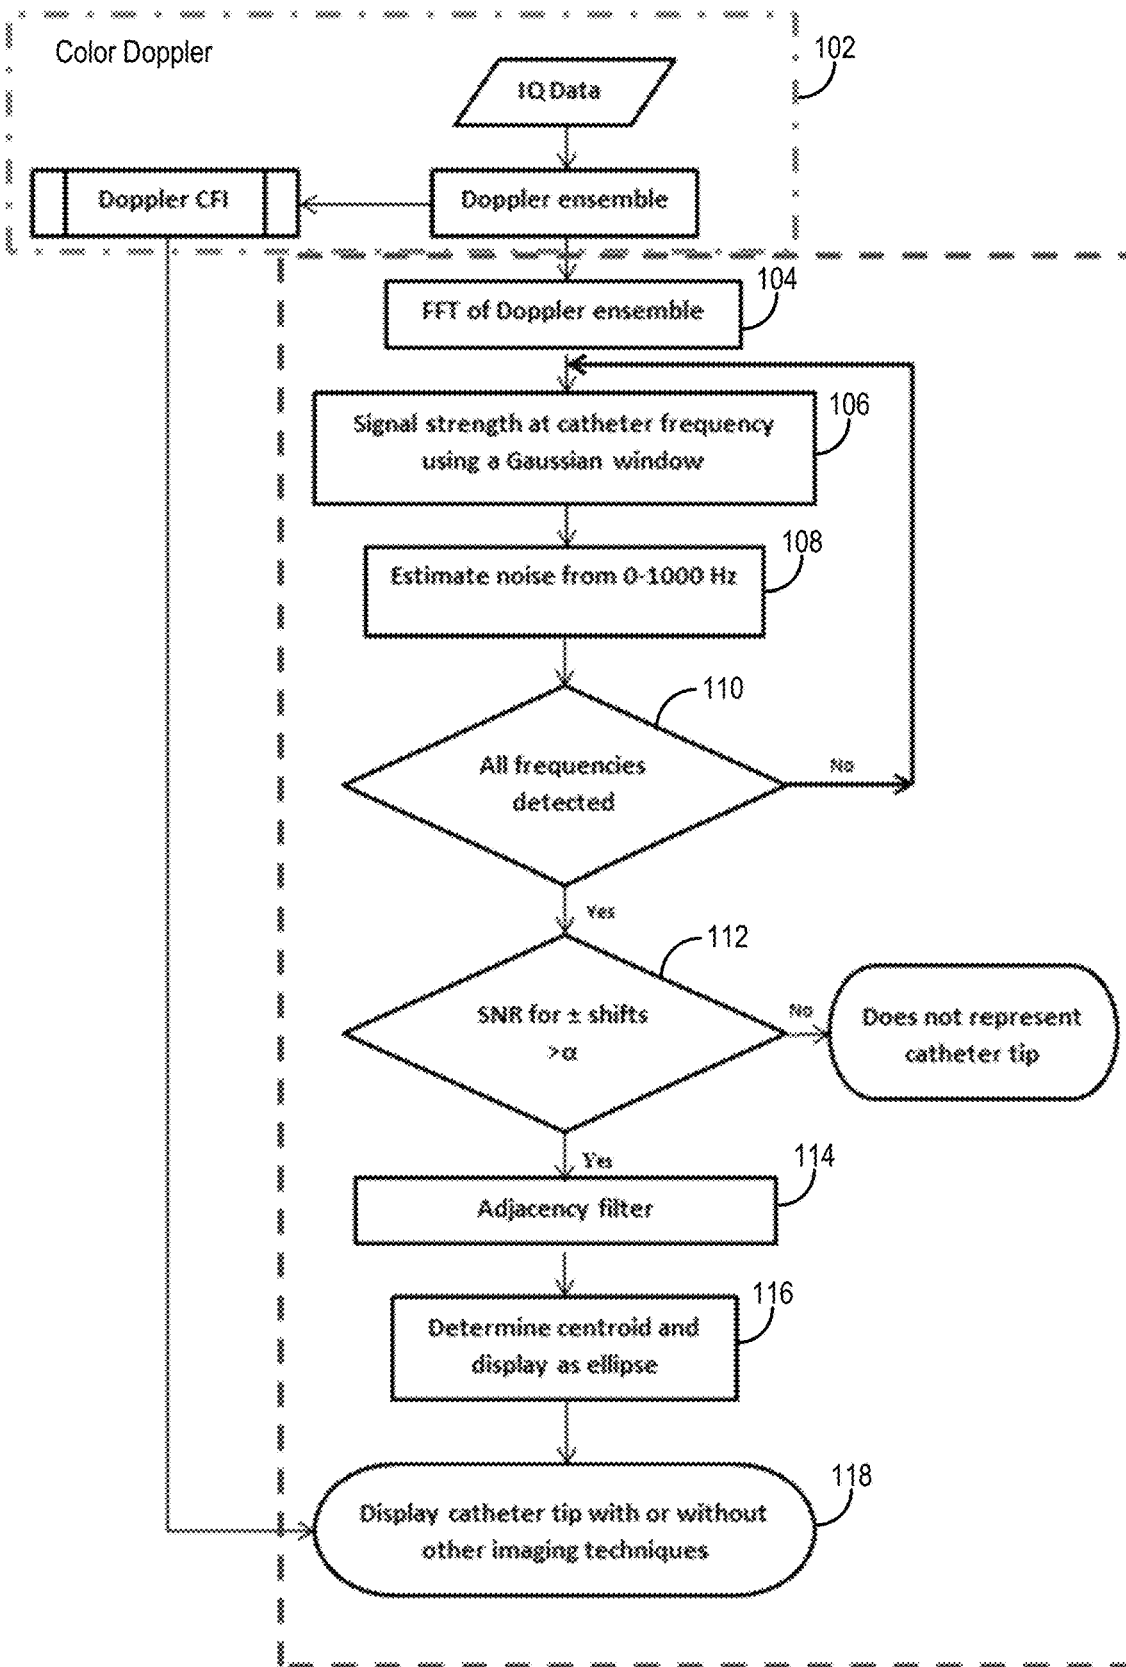 Color Doppler
102
IQ Data
Doppler CFI
Doppler ensemble
104
FFT of Doppler ensemble
106
Signal strength at catheter frequency
using a Gaussian window
108
Estimate noise from 0-1000 Hz
110
All frequencies
detected
No
Yes
112
SNR for ± shifts
>α
No
Does not represent
catheter tip
Yes
114
Adjacency filter
116
Determine centroid and
display as ellipse
118
Display catheter tip with or without
other imaging techniques